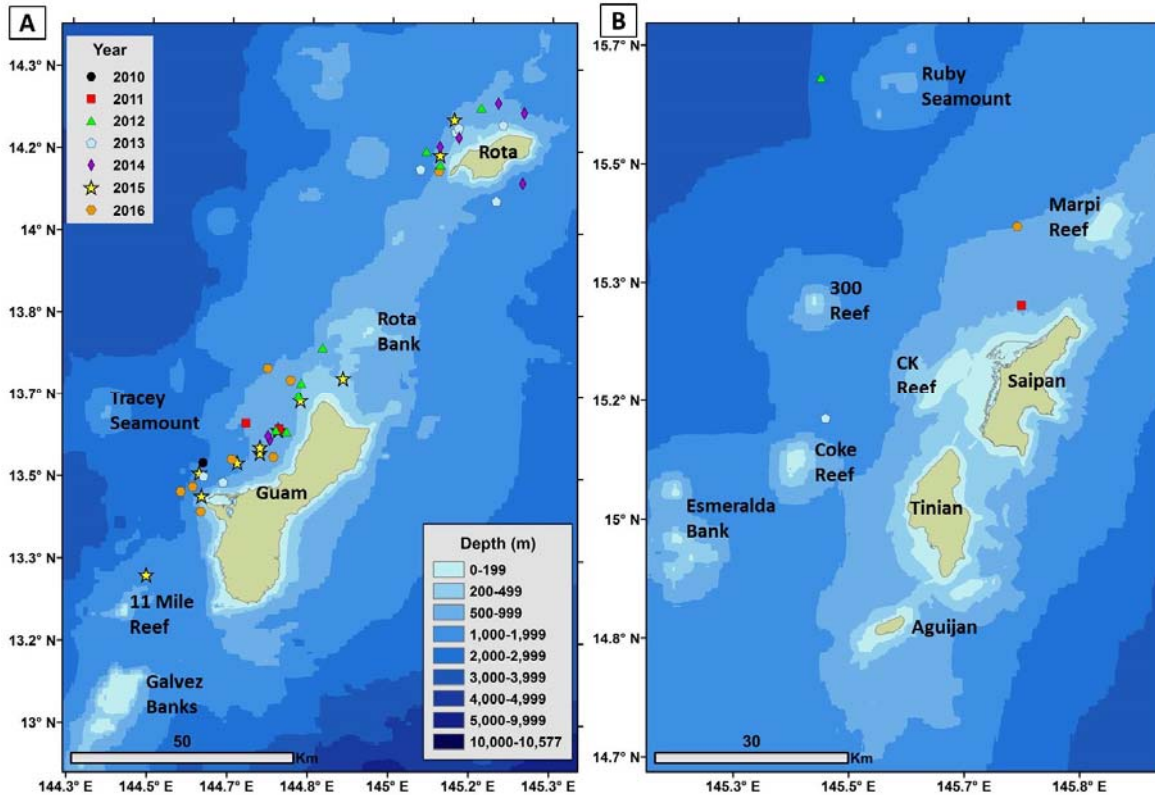 A
Year
2010
2011
2012
2013
2014
2015
2016
14.3° N
14.2° N
14° N
13.8° N
13.7° N
13.5° N
13.3° N
13.2° N
13° N
Rota
Rota
Bank
Tracey
Seamount
Guam
11 Mile
Reef
Galvez
Banks
Depth (m)
0-199
200-499
500-999
1,000-1,999
2,000-2,999
3,000-3,999
4,000-4,999
5,000-9,999
10,000-10,577
50
Km
144.3° E
144.5° E
144.7° E
144.8° E
145° E
145.2° E
145.3° E
B
15.7° N
15.5° N
15.3° N
15.2° N
15° N
14.8° N
14.7° N
Ruby
Seamount
Marpi
Reef
300
Reef
CK
Reef
Saipan
Coke
Reef
Esmeralda
Bank
Tinian
Aguijan
30
Km
145.3° E
145.5° E
145.7° E
145.8° E